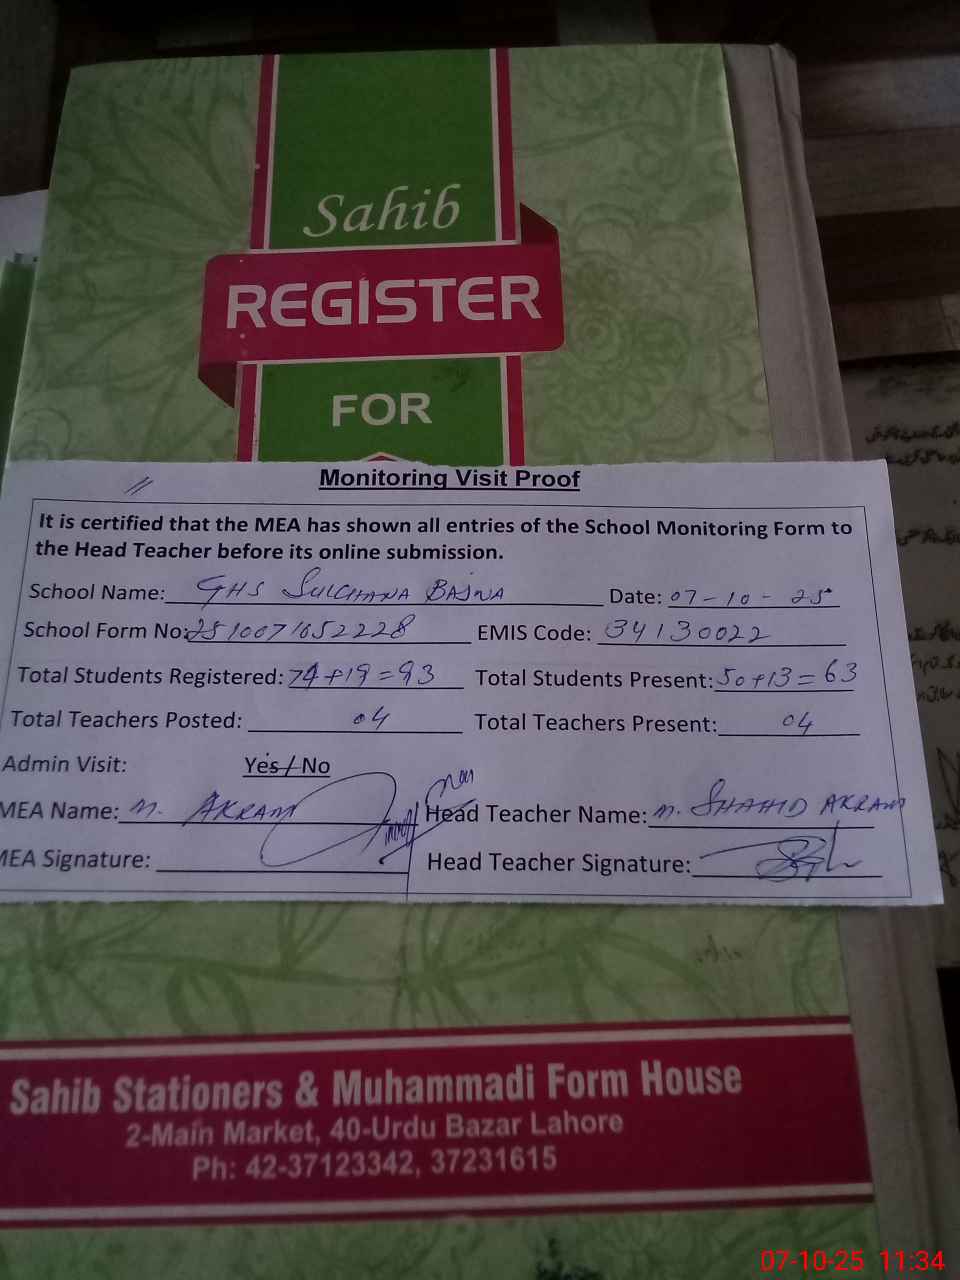 Sahib
REGISTER
FOR
Monitoring Visit Proof
It is certified that the MEA has shown all entries of the School Monitoring Form to
the Head Teacher before its online submission.
School Name: GHS SULCHANA BAJWA Date: 07-10-25
School Form No: 2510071652228 EMIS Code: 34130022
Total Students Registered: 74+19=93 Total Students Present: 50+13=63
Total Teachers Posted: 04 Total Teachers Present: 04
Admin Visit: Yes / No
MEA Name: M. AKRAM Head Teacher Name: M. SHAHID AKRAM
MEA Signature: Head Teacher Signature:
Sahib Stationers & Muhammadi Form House
2-Main Market, 40-Urdu Bazar Lahore
Ph: 42-37123342, 37231615
07-10-25 11:34